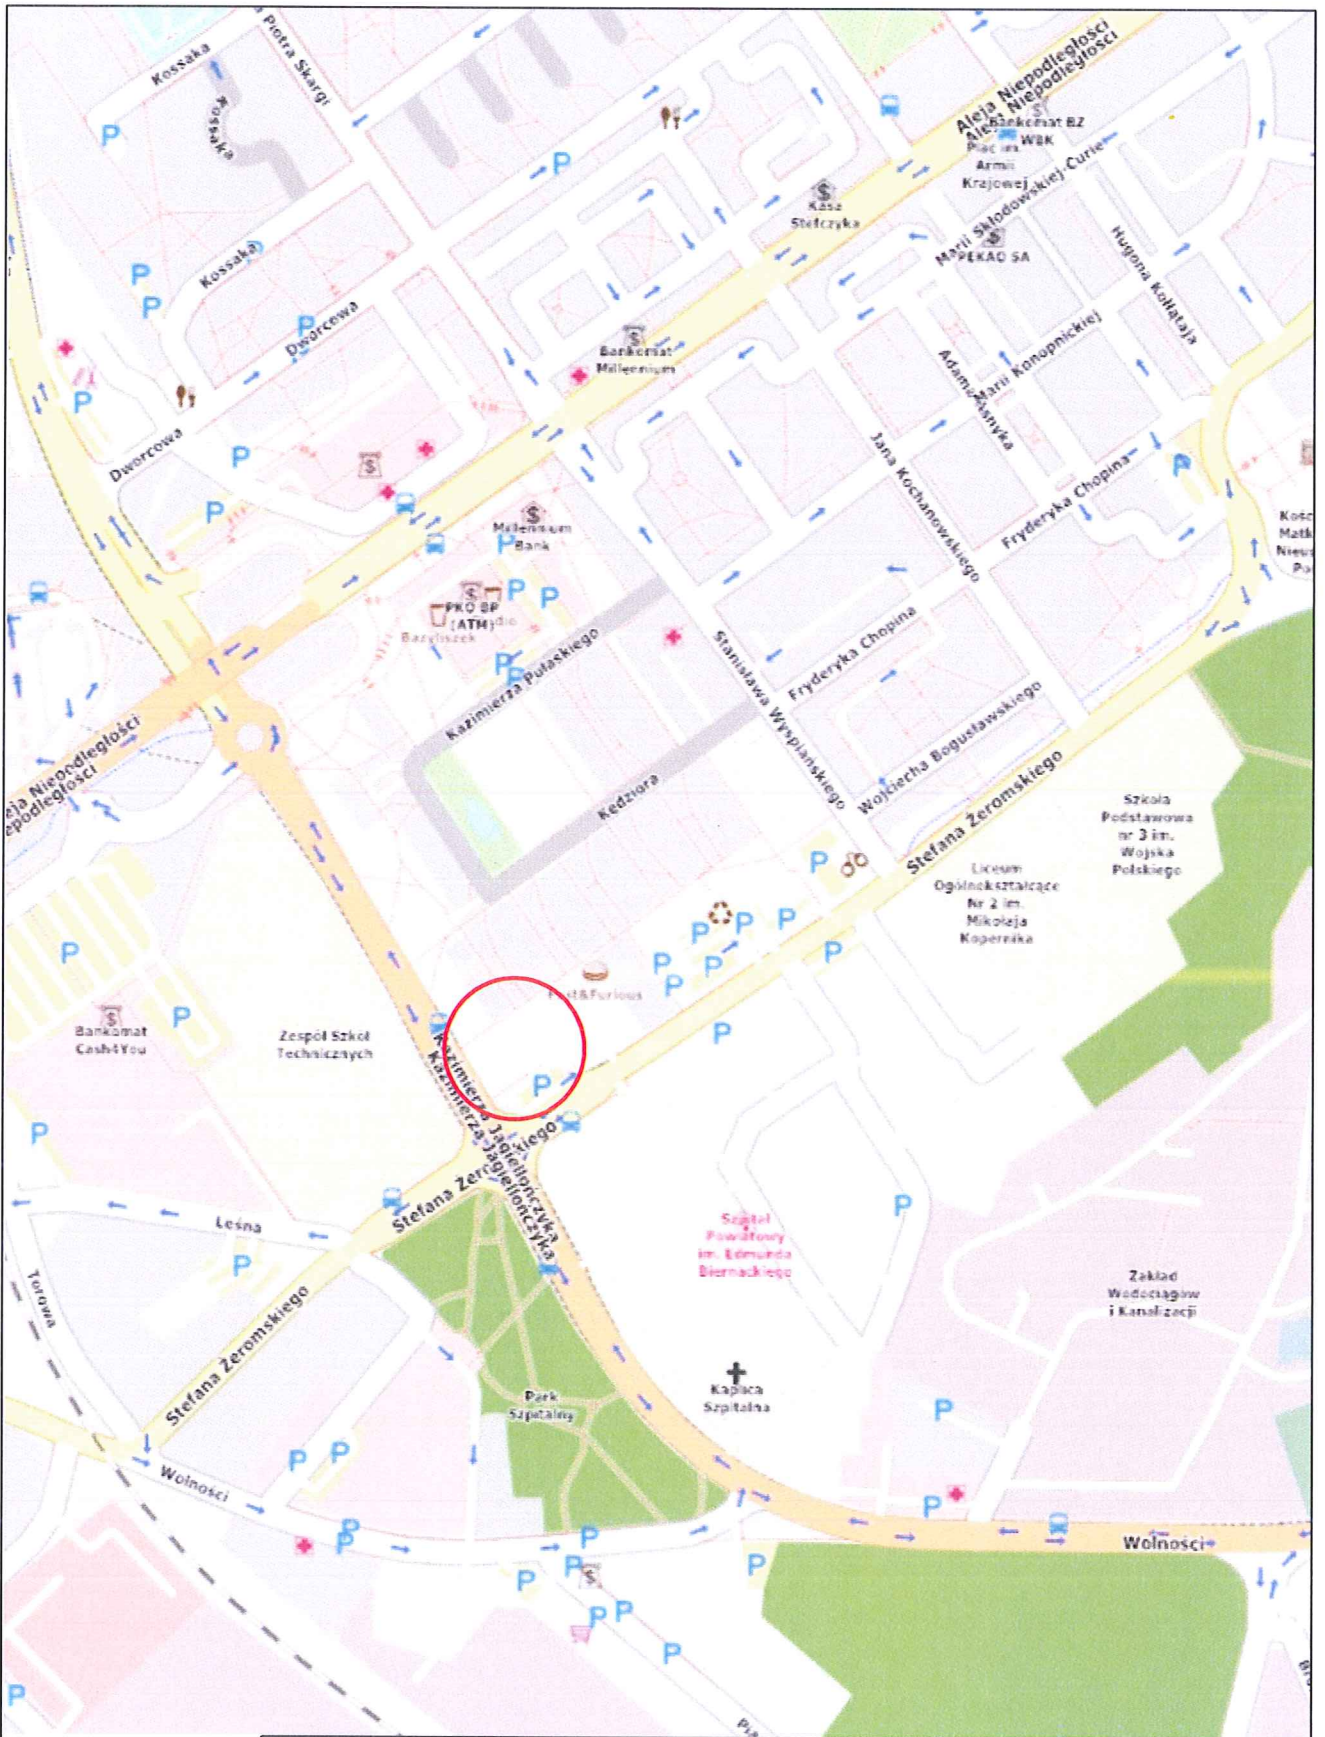 Kossaka
Piotra Skargi
Kossaka
Aleja Niepodległości
Aleja Niepodległości
Bankomat BZ
WBK
Plac im.
Armii
Krajowej
Marii Skłodowskiej-Curie
Kasa
Stefczyka
PEKAO SA
Hugona Kołłątaja
Kossaka
Dworcowa
Bankomat
Millennium
Marii Konopnickiej
Adama Asnyka
Dworcowa
Jana Kochanowskiego
Fryderyka Chopina
Millennium
Bank
PKO BP
(ATM)
Bazyliszek
Kazimierza Pułaskiego
Stanisława Wyspiańskiego
Fryderyka Chopina
Wojciecha Bogusławskiego
eja Niepodległości
epodległości
Kędziora
Stefana Żeromskiego
Szkoła
Podstawowa
nr 3 im.
Wojska
Polskiego
Liceum
Ogólnokształcące
Nr 2 im.
Mikołaja
Kopernika
Fast&Furious
Bankomat
Cash4You
Zespół Szkół
Technicznych
Kazimierza Jagiellończyka
Kazimierza Jagiellończyka
Stefana Żeromskiego
Leśna
Torowa
Szpital
Powiatowy
im. Edmunda
Biernackiego
Zakład
Wodociągów
i Kanalizacji
Stefana Żeromskiego
Park
Szpitalny
Kaplica
Szpitalna
Wolności
Wolności